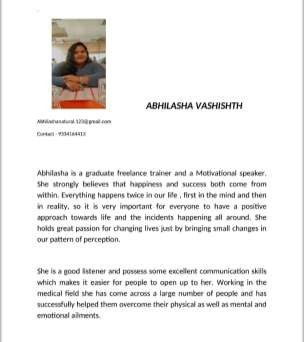 ABHILASHA VASHISHTH
Abhilashanatural.123@gmail.com
Contact - 9334164413
Abhilasha is a graduate freelance trainer and a Motivational speaker.
She strongly believes that happiness and success both come from
within. Everything happens twice in our life , first in the mind and then
in reality, so it is very important for everyone to have a positive
approach towards life and the incidents happening all around. She
holds great passion for changing lives just by bringing small changes in
our pattern of perception.
She is a good listener and possess some excellent communication skills
which makes it easier for people to open up to her. Working in the
medical field she has come across a large number of people and has
successfully helped them overcome their physical as well as mental and
emotional ailments.